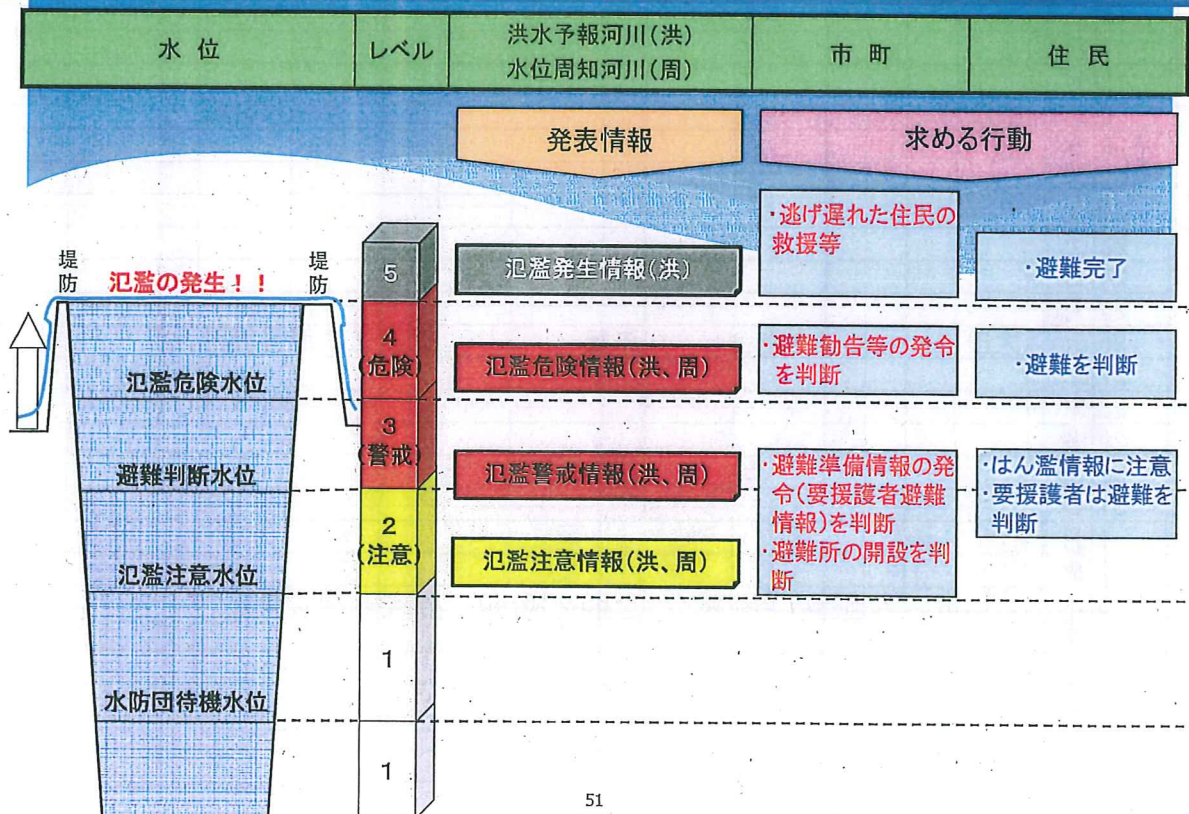 水位
レベル
洪水予報河川(洪)
水位周知河川(周)
市町
住民
発表情報
求める行動
堤防
氾濫の発生！！
堤防
5
氾濫発生情報(洪)
・逃げ遅れた住民の
救援等
・避難完了
氾濫危険水位
4
(危険)
氾濫危険情報(洪、周)
・避難勧告等の発令
を判断
・避難を判断
避難判断水位
3
(警戒)
氾濫警戒情報(洪、周)
・避難準備情報の発
令(要援護者避難
情報)を判断
・避難所の開設を判
断
・はん濫情報に注意
・要援護者は避難を
判断
氾濫注意水位
2
(注意)
氾濫注意情報(洪、周)
水防団待機水位
1
1
51